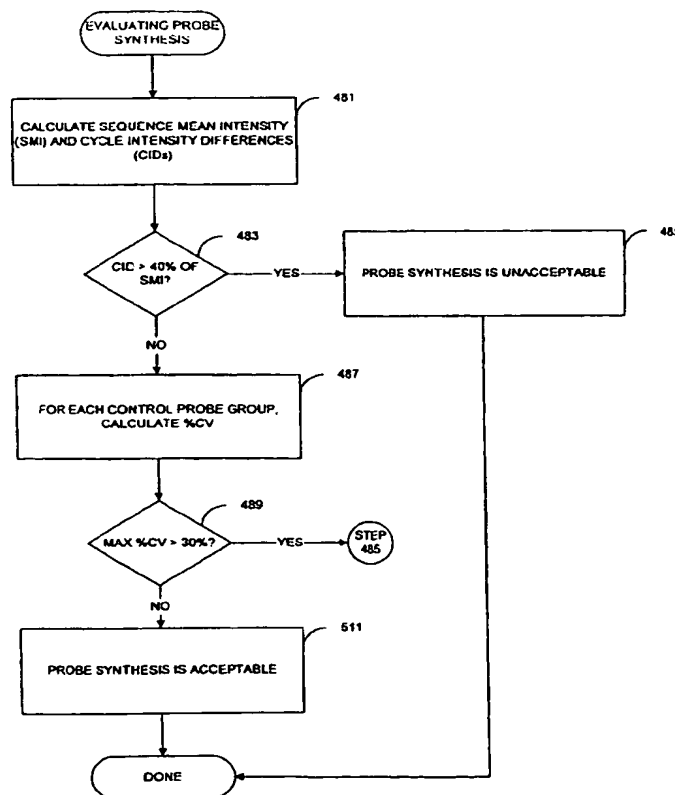 EVALUATING PROBE
SYNTHESIS
481
CALCULATE SEQUENCE MEAN INTENSITY
(SMI) AND CYCLE INTENSITY DIFFERENCES
(CIDs)
483
CID > 40% OF
SMI?
YES
PROBE SYNTHESIS IS UNACCEPTABLE
NO
487
FOR EACH CONTROL PROBE GROUP,
CALCULATE %CV
489
MAX %CV > 30%?
YES
STEP
485
NO
511
PROBE SYNTHESIS IS ACCEPTABLE
DONE